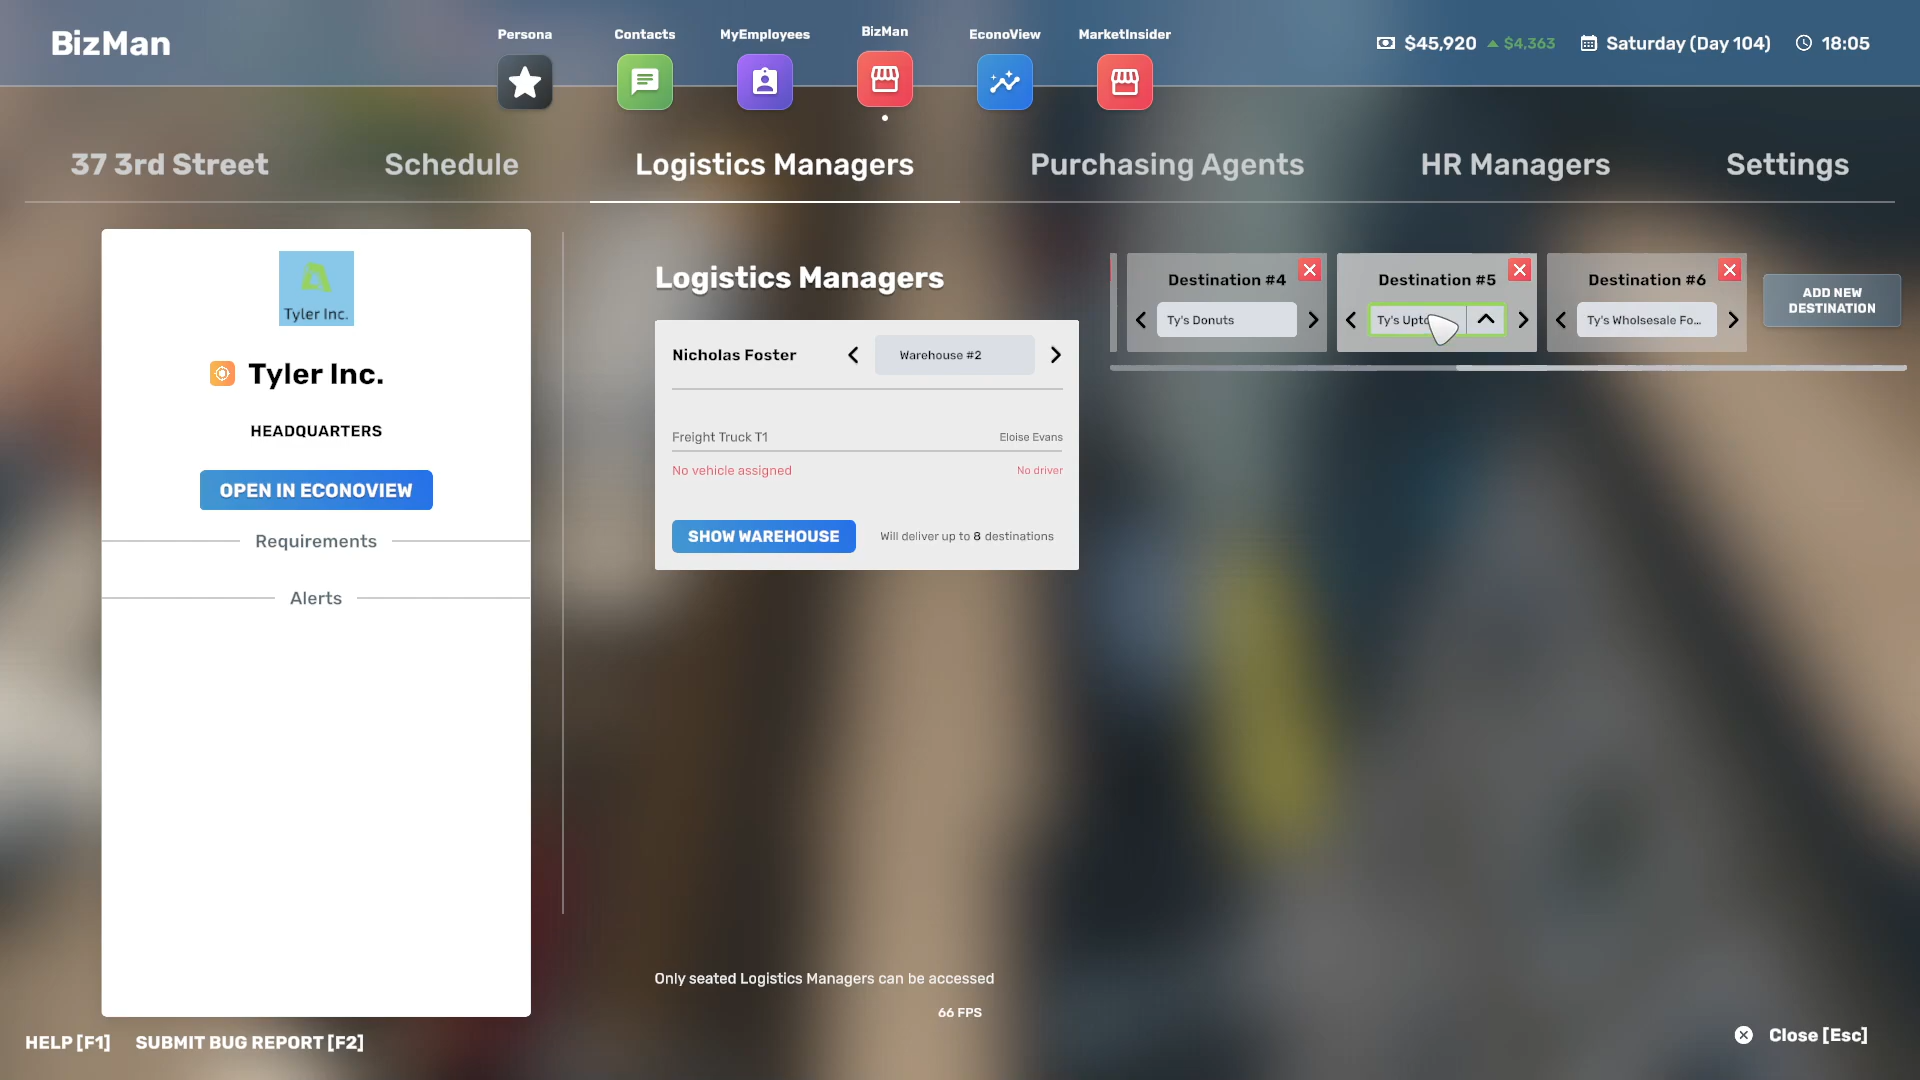 BizMan
Persona
Contacts
MyEmployees
BizMan
EconoView
MarketInsider
$45,920
$4,363
Saturday (Day 104)
18:05
37 3rd Street
Schedule
Logistics Managers
Purchasing Agents
HR Managers
Settings
Tyler Inc.
Tyler Inc.
HEADQUARTERS
OPEN IN ECONOVIEW
Requirements
Alerts
Logistics Managers
Nicholas Foster
Warehouse #2
Freight Truck T1
Eloise Evans
No vehicle assigned
No driver
SHOW WAREHOUSE
Will deliver up to 8 destinations
Destination #4
Ty's Donuts
Destination #5
Ty's
Destination #6
Ty's Wholsesale Fo...
ADD NEW
DESTINATION
Only seated Logistics Managers can be accessed
66 FPS
HELP [F1]
SUBMIT BUG REPORT [F2]
Close [Esc]